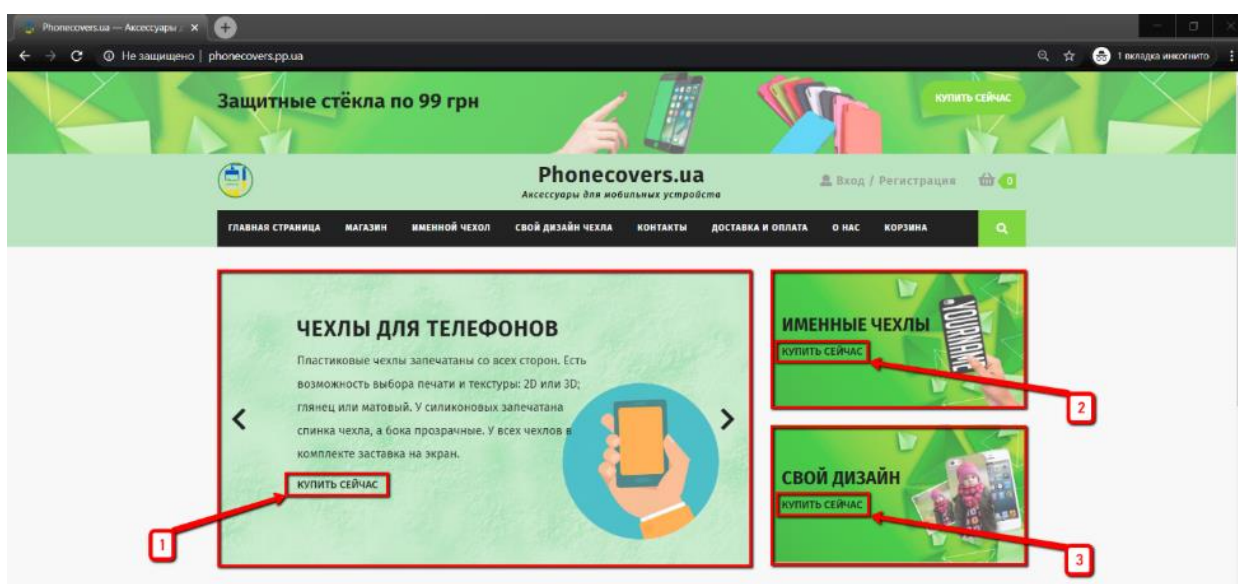 Phonecovers.ua — Аксессуары
Не защищено | phonecovers.pp.ua
1 вкладка инкогнито
Защитные стёкла по 99 грн
КУПИТЬ СЕЙЧАС
Phonecovers.ua
Аксессуары для мобильных устройств
Вход / Регистрация
0
ГЛАВНАЯ СТРАНИЦА МАГАЗИН ИМЕННОЙ ЧЕХОЛ СВОЙ ДИЗАЙН ЧЕХЛА КОНТАКТЫ ДОСТАВКА И ОПЛАТА О НАС КОРЗИНА
ЧЕХЛЫ ДЛЯ ТЕЛЕФОНОВ
Пластиковые чехлы запечатаны со всех сторон. Есть
возможность выбора печати и текстуры: 2D или 3D;
глянец или матовый. У силиконовых запечатана
спинка чехла, а бока прозрачные. У всех чехлов в
комплекте заставка на экран.
КУПИТЬ СЕЙЧАС
1
ИМЕННЫЕ ЧЕХЛЫ
КУПИТЬ СЕЙЧАС
YOURNAME
2
СВОЙ ДИЗАЙН
КУПИТЬ СЕЙЧАС
3